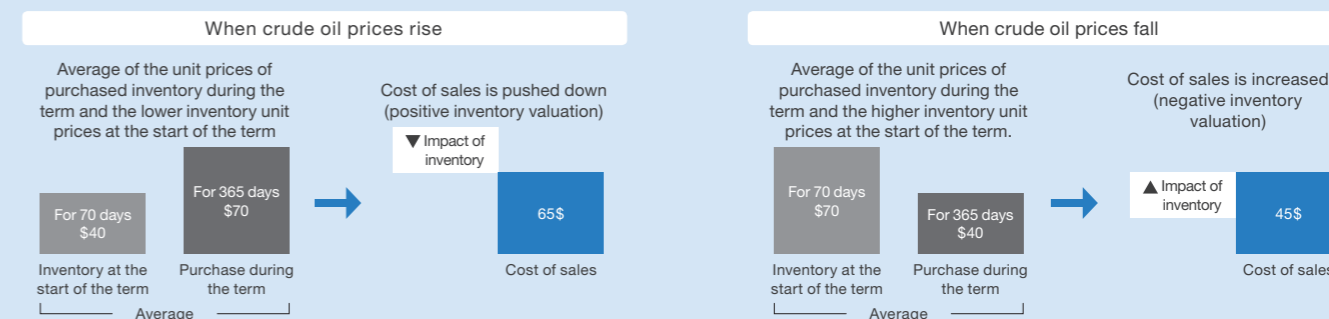 When crude oil prices rise
Average of the unit prices of
purchased inventory during the
term and the lower inventory unit
prices at the start of the term
Cost of sales is pushed down
(positive inventory valuation)
▼ Impact of
inventory
For 70 days
$40
For 365 days
$70
65$
Inventory at the
start of the term
Purchase during
the term
Cost of sales
Average
When crude oil prices fall
Average of the unit prices of
purchased inventory during the
term and the higher inventory unit
prices at the start of the term.
Cost of sales is increased
(negative inventory
valuation)
▲ Impact of
inventory
For 70 days
$70
For 365 days
$40
45$
Inventory at the
start of the term
Purchase during
the term
Cost of sales
Average